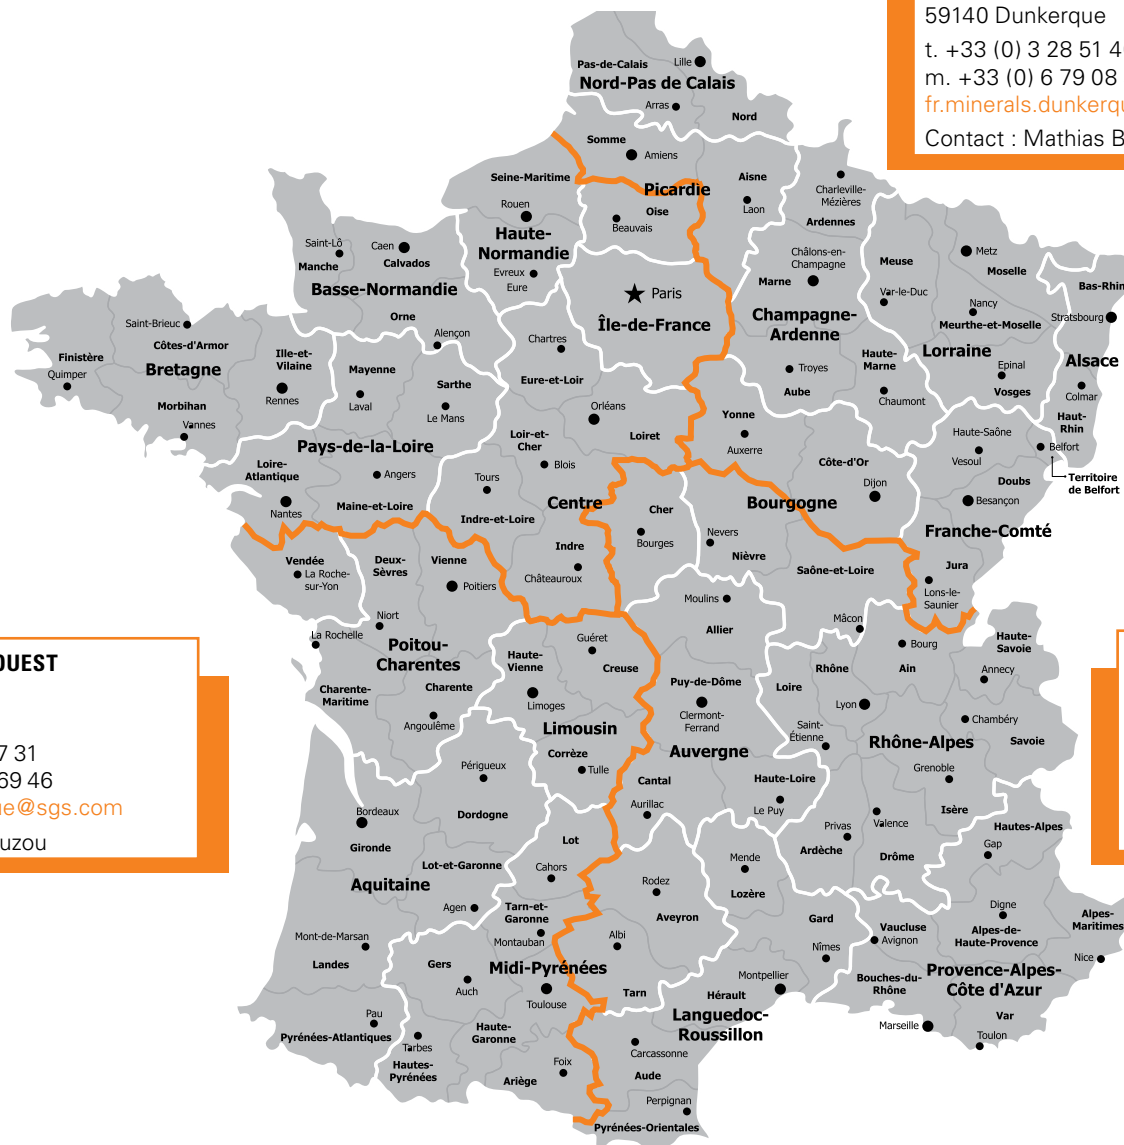 59140 Dunkerque
t. +33 (0) 3 28 51 4
m. +33 (0) 6 79 08
fr.minerals.dunkerqu
Contact : Mathias B
Pas-de-Calais
Lille
Nord-Pas de Calais
Arras
Nord
Somme
Amiens
Seine-Maritime
Picardie
Aisne
Laon
Charleville-
Mézières
Ardennes
Rouen
Oise
Beauvais
Haute-
Normandie
Evreux
Eure
Saint-Lô
Manche
Caen
Calvados
Basse-Normandie
Orne
Alençon
Paris
Île-de-France
Châlons-en-
Champagne
Marne
Champagne-
Ardenne
Troyes
Aube
Haute-
Marne
Chaumont
Meuse
Var-le-Duc
Metz
Moselle
Nancy
Meurthe-et-Moselle
Lorraine
Epinal
Vosges
Bas-Rhin
Stratsbourg
Alsace
Colmar
Haut-
Rhin
Saint-Brieuc
Côtes-d'Armor
Finistère
Quimper
Bretagne
Ille-et-
Vilaine
Rennes
Morbihan
Vannes
Mayenne
Laval
Sarthe
Le Mans
Pays-de-la-Loire
Loire-
Atlantique
Nantes
Angers
Maine-et-Loire
Chartres
Eure-et-Loir
Orléans
Loiret
Loir-et-
Cher
Blois
Tours
Centre
Indre-et-Loire
Indre
Châteauroux
Cher
Bourges
Yonne
Auxerre
Côte-d'Or
Dijon
Bourgogne
Nevers
Nièvre
Saône-et-Loire
Mâcon
Haute-Saône
Vesoul
Belfort
Territoire
de Belfort
Doubs
Besançon
Franche-Comté
Jura
Lons-le-
Saunier
Vendée
La Roche-
sur-Yon
Deux-
Sèvres
Vienne
Poitiers
Niort
La Rochelle
Poitou-
Charentes
Charente-
Maritime
Charente
Angoulême
Guéret
Haute-
Vienne
Creuse
Limoges
Limousin
Corrèze
Tulle
Moulins
Allier
Puy-de-Dôme
Clermont-
Ferrand
Auvergne
Cantal
Aurillac
Haute-Loire
Le Puy
Bourg
Ain
Haute-
Savoie
Annecy
Rhône
Loire
Lyon
Saint-
Étienne
Chambéry
Savoie
Rhône-Alpes
Grenoble
Isère
Privas
Ardèche
Valence
Drôme
OUEST
7 31
69 46
ue@sgs.com
uzou
Périgueux
Dordogne
Bordeaux
Gironde
Lot-et-Garonne
Aquitaine
Agen
Mont-de-Marsan
Landes
Pau
Pyrénées-Atlantiques
Lot
Cahors
Tarn-et-
Garonne
Montauban
Rodez
Aveyron
Albi
Tarn
Gers
Auch
Midi-Pyrénées
Toulouse
Haute-
Garonne
Tarbes
Hautes-
Pyrénées
Foix
Ariège
Mende
Lozère
Gard
Nîmes
Montpellier
Hérault
Languedoc-
Roussillon
Carcassonne
Aude
Perpignan
Pyrénées-Orientales
Hautes-Alpes
Gap
Digne
Alpes-de-
Haute-Provence
Alpes-
Maritimes
Nice
Vaucluse
Avignon
Bouches-du-
Rhône
Provence-Alpes-
Côte d'Azur
Marseille
Var
Toulon